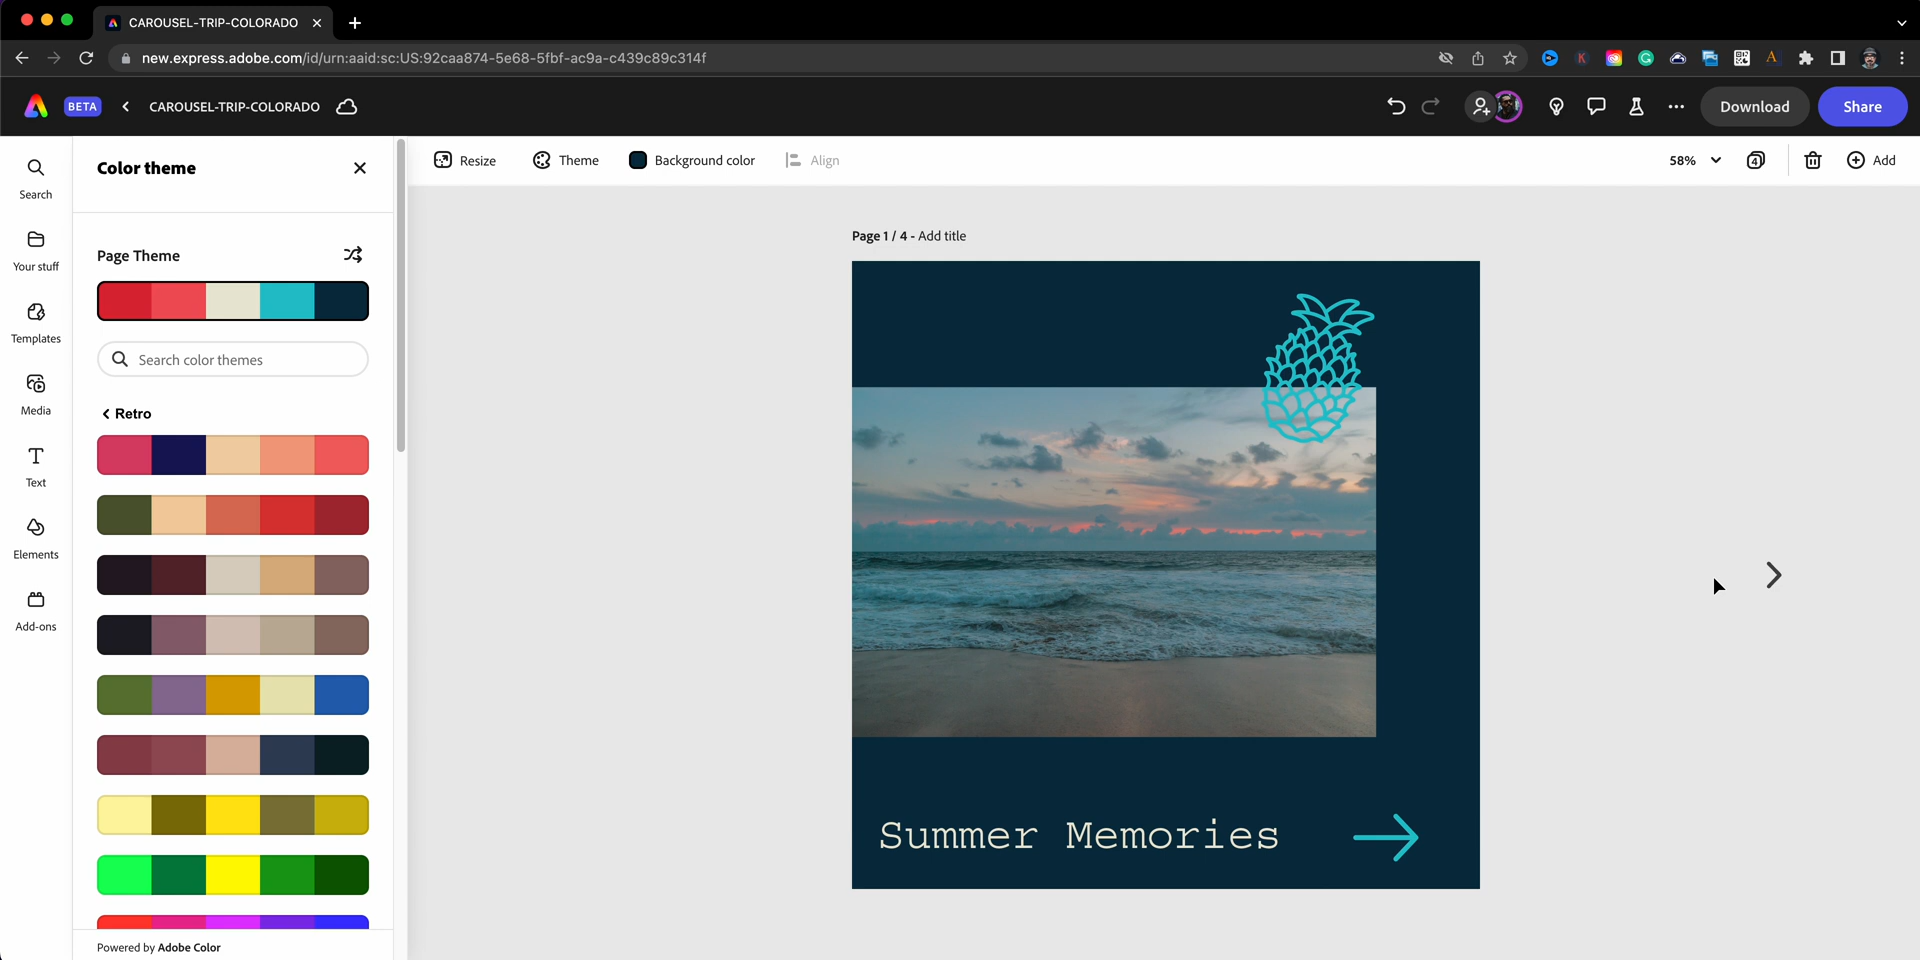 CAROUSEL-TRIP-COLORADO
new.express.adobe.com/id/urn:aaid:sc:US:92caa874-5e68-5fbf-ac9a-c439c89c314f
BETA
CAROUSEL-TRIP-COLORADO
Download
Share
Search
Your stuff
Templates
Media
Text
Elements
Add-ons
Color theme
Page Theme
Search color themes
Retro
Powered by Adobe Color
Resize
Theme
Background color
Align
58%
4
Add
Page 1 / 4 - Add title
Summer Memories